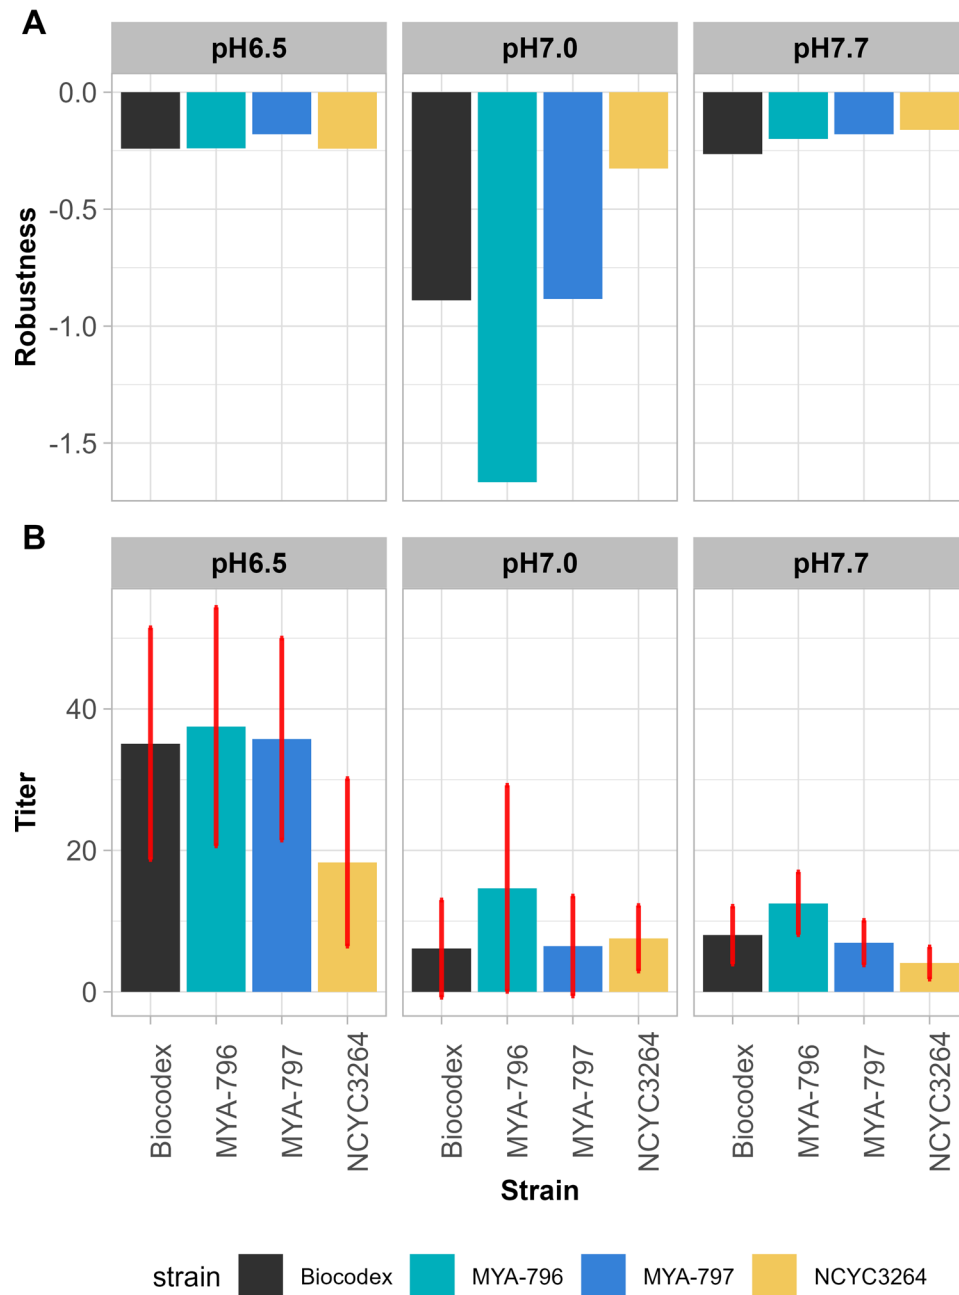 A
pH6.5 pH7.0 pH7.7
0.0
-0.5
-1.0
-1.5
Robustness
B
pH6.5 pH7.0 pH7.7
40
20
0
Titer
Biocodex MYA-796 MYA-797 NCYC3264 Biocodex MYA-796 MYA-797 NCYC3264 Biocodex MYA-796 MYA-797 NCYC3264
Strain
strain Biocodex MYA-796 MYA-797 NCYC3264